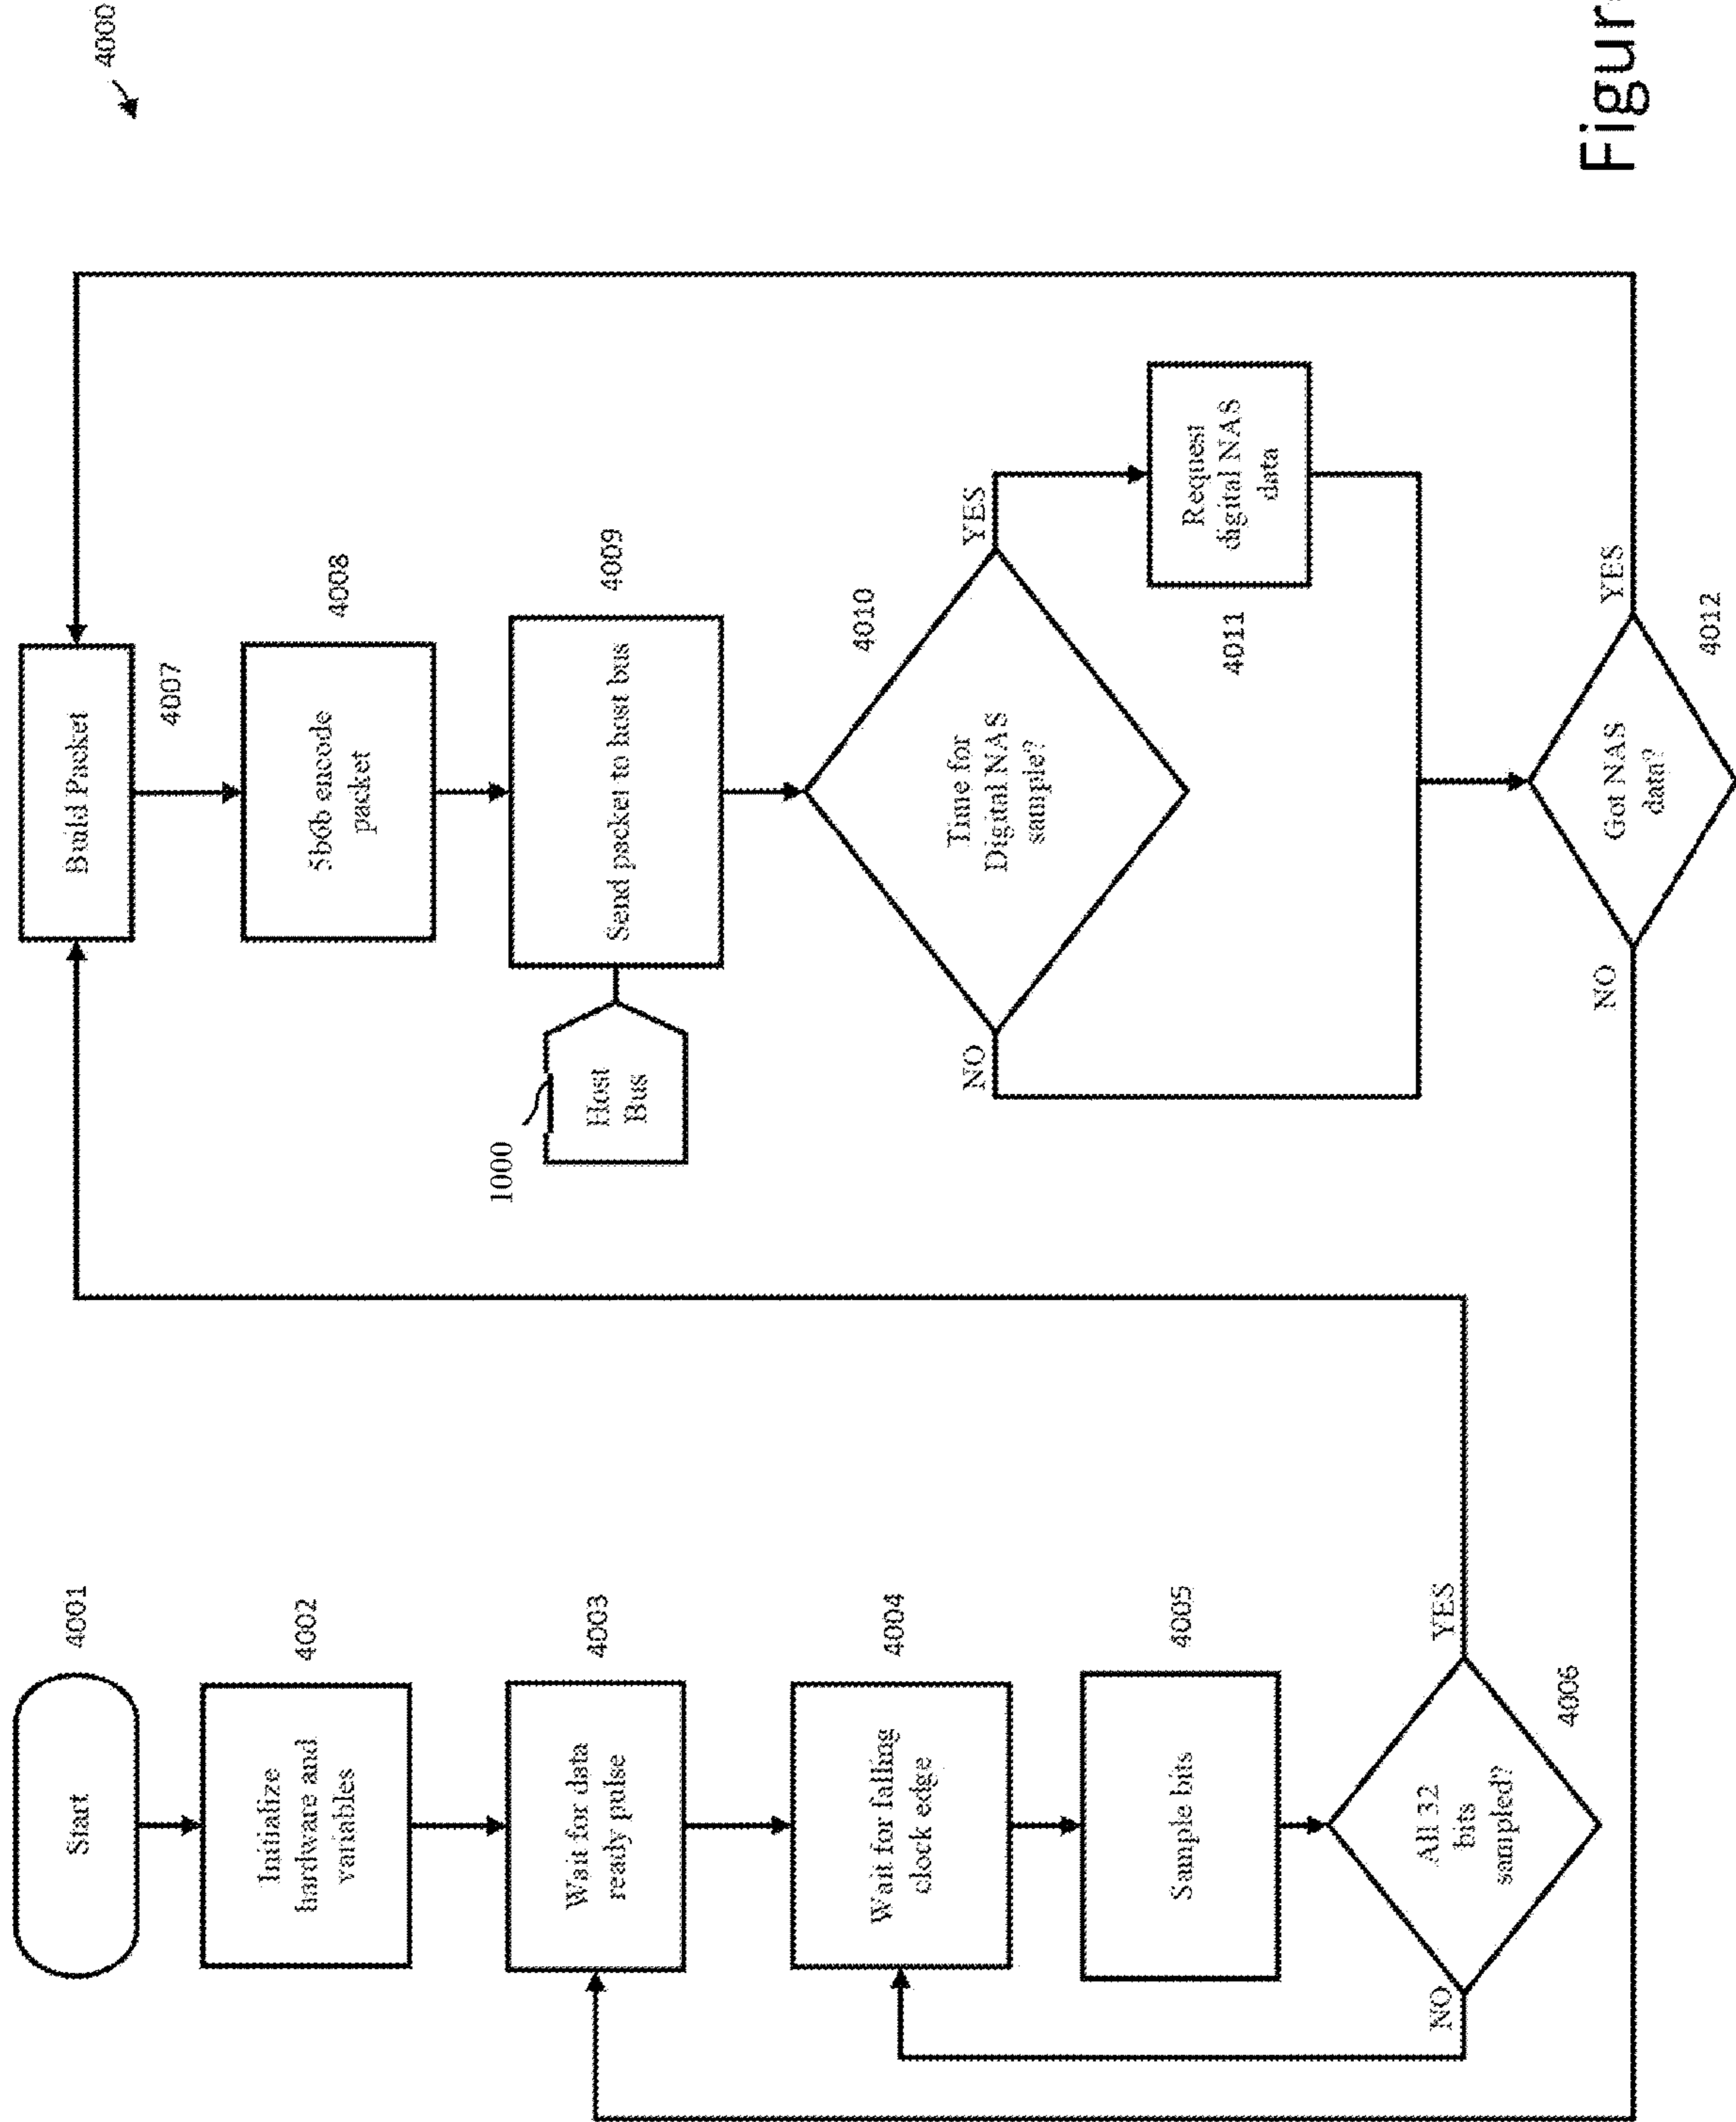 4000
Start
4001
Initialize
hardware and
variables
4002
Wait for data
ready pulse
4003
Wait for falling
clock edge
4004
Sample bits
4005
All 32
bits
sampled?
4006
YES
NO
Build Packet
4007
5b6b encode
packet
4008
Send packet to host bus
4009
Host
Bus
1000
Time for
Digital NAS
sample?
4010
YES
NO
Request
digital NAS
data
4011
Got NAS
data?
4012
YES
NO
Figur